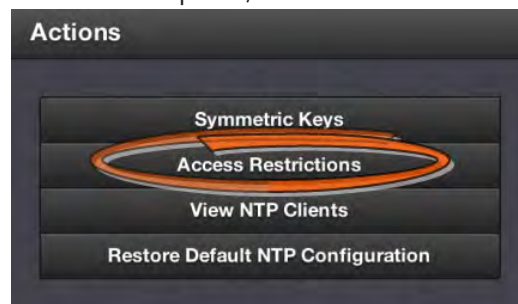 Actions
Symmetric Keys
Access Restrictions
View NTP Clients
Restore Default NTP Configuration